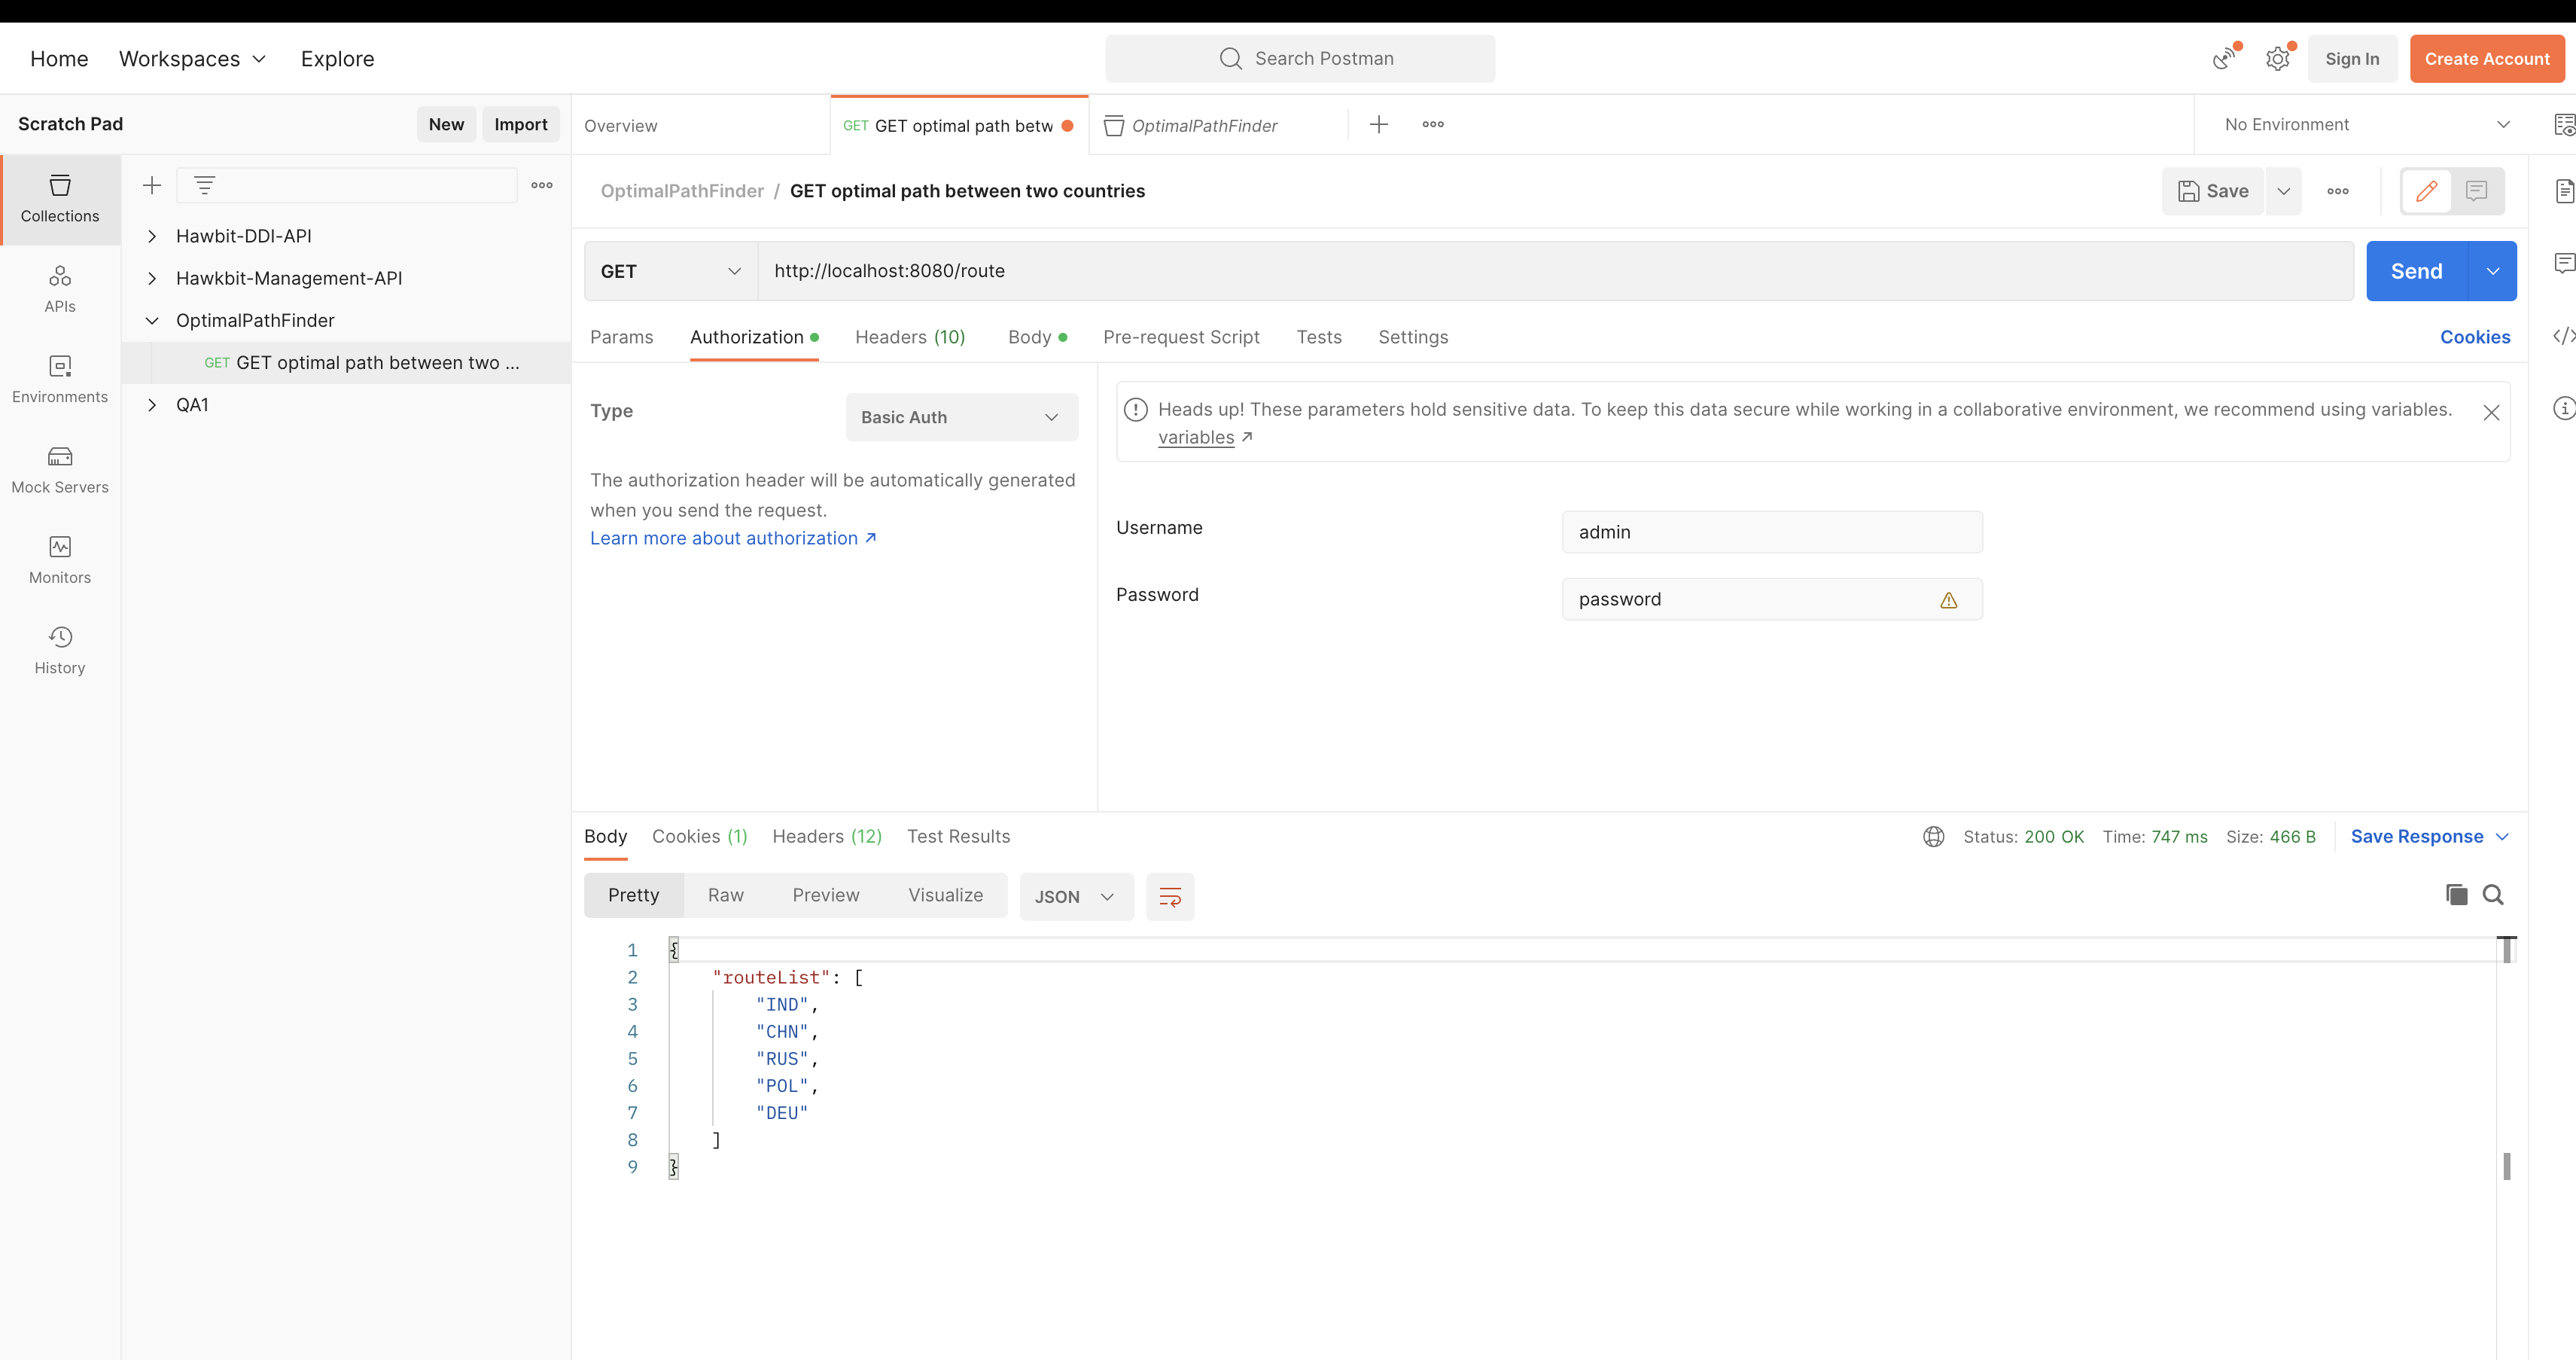 Home Workspaces Explore Search Postman Sign In Create Account
Scratch Pad New Import Overview GET GET optimal path betw OptimalPathFinder No Environment
Collections
APIs
Environments
Mock Servers
Monitors
History
Hawbit-DDI-API
Hawkbit-Management-API
OptimalPathFinder
GET GET optimal path between two ...
QA1
OptimalPathFinder / GET optimal path between two countries Save
GET http://localhost:8080/route Send
Params Authorization Headers (10) Body Pre-request Script Tests Settings Cookies
Type Basic Auth
The authorization header will be automatically generated
when you send the request.
Learn more about authorization ↗
Heads up! These parameters hold sensitive data. To keep this data secure while working in a collaborative environment, we recommend using variables.
variables ↗
Username admin
Password password
Body Cookies (1) Headers (12) Test Results Status: 200 OK Time: 747 ms Size: 466 B Save Response
Pretty Raw Preview Visualize JSON
1 {
2 "routeList": [
3 "IND",
4 "CHN",
5 "RUS",
6 "POL",
7 "DEU"
8 ]
9 }